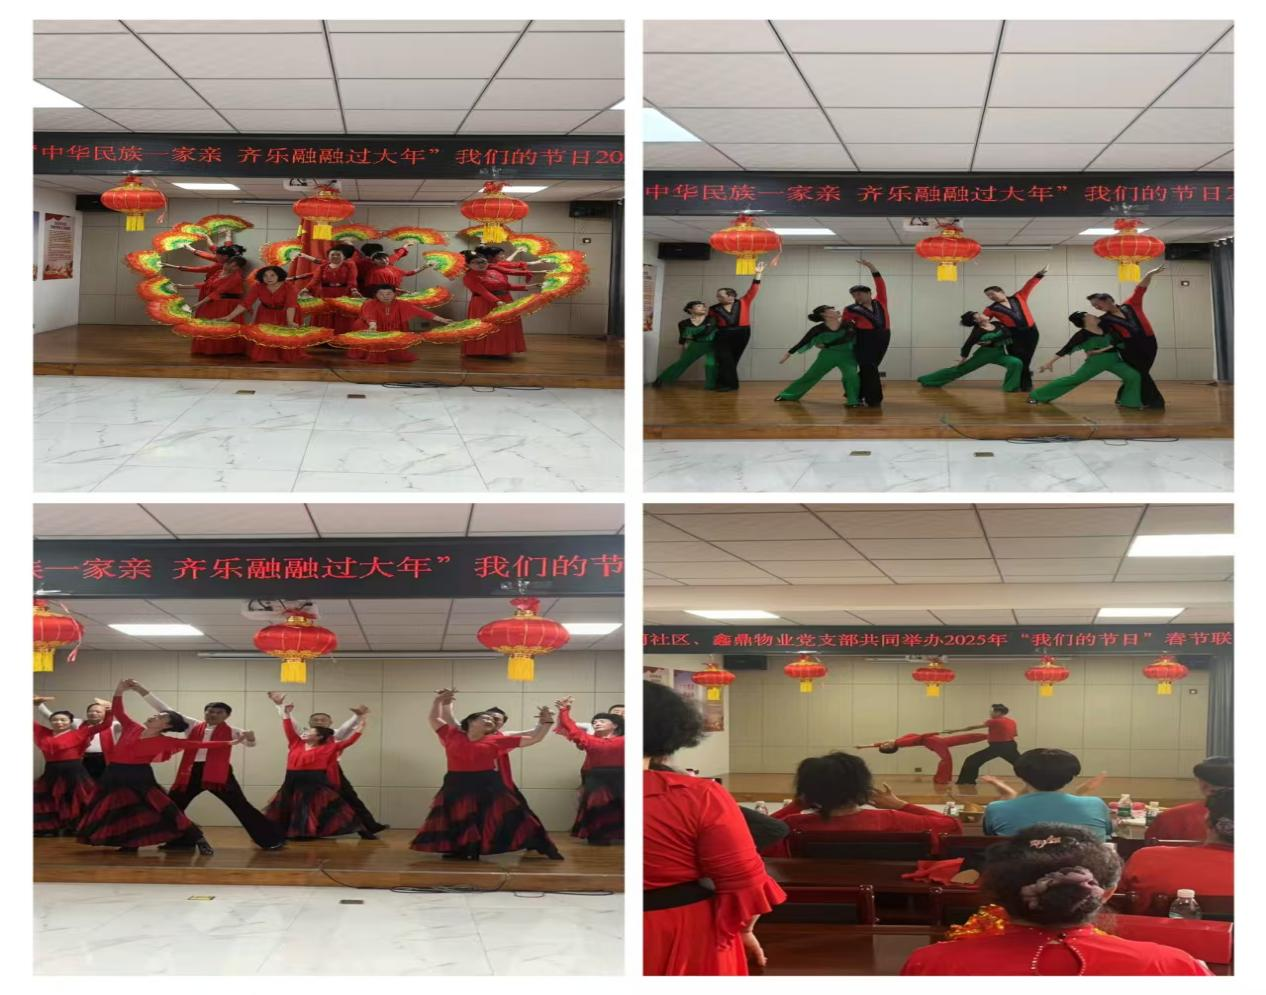 “中华民族一家亲 齐乐融融过大年” 我们的节日20
中华民族一家亲 齐乐融融过大年” 我们的节日2
一家亲 齐乐融融过大年” 我们的节
社区、鑫鼎物业党支部共同举办2025年“我们的节日”春节联